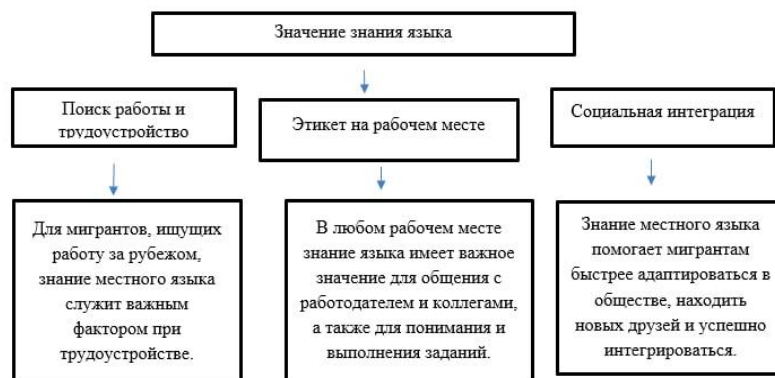 Значение знания языка
Поиск работы и
трудоустройство
Этикет на рабочем месте
Социальная интеграция
Для мигрантов, ищущих
работу за рубежом,
знание местного языка
служит важным
фактором при
трудоустройстве.
В любом рабочем месте
знание языка имеет важное
значение для общения с
работодателем и коллегами,
а также для понимания и
выполнения заданий.
Знание местного языка
помогает мигрантам
быстрее адаптироваться в
обществе, находить
новых друзей и успешно
интегрироваться.